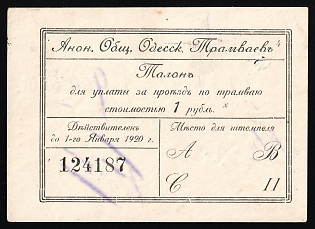 Анон. Общ. Одесск. Трамваевъ
Талонъ
для уплаты за проѣздъ по трамваю
стоимостью 1 рубль.
Дѣйствителенъ
до 1-го Января 1920 г.
124187
Мѣсто для штемпеля
А В
С II